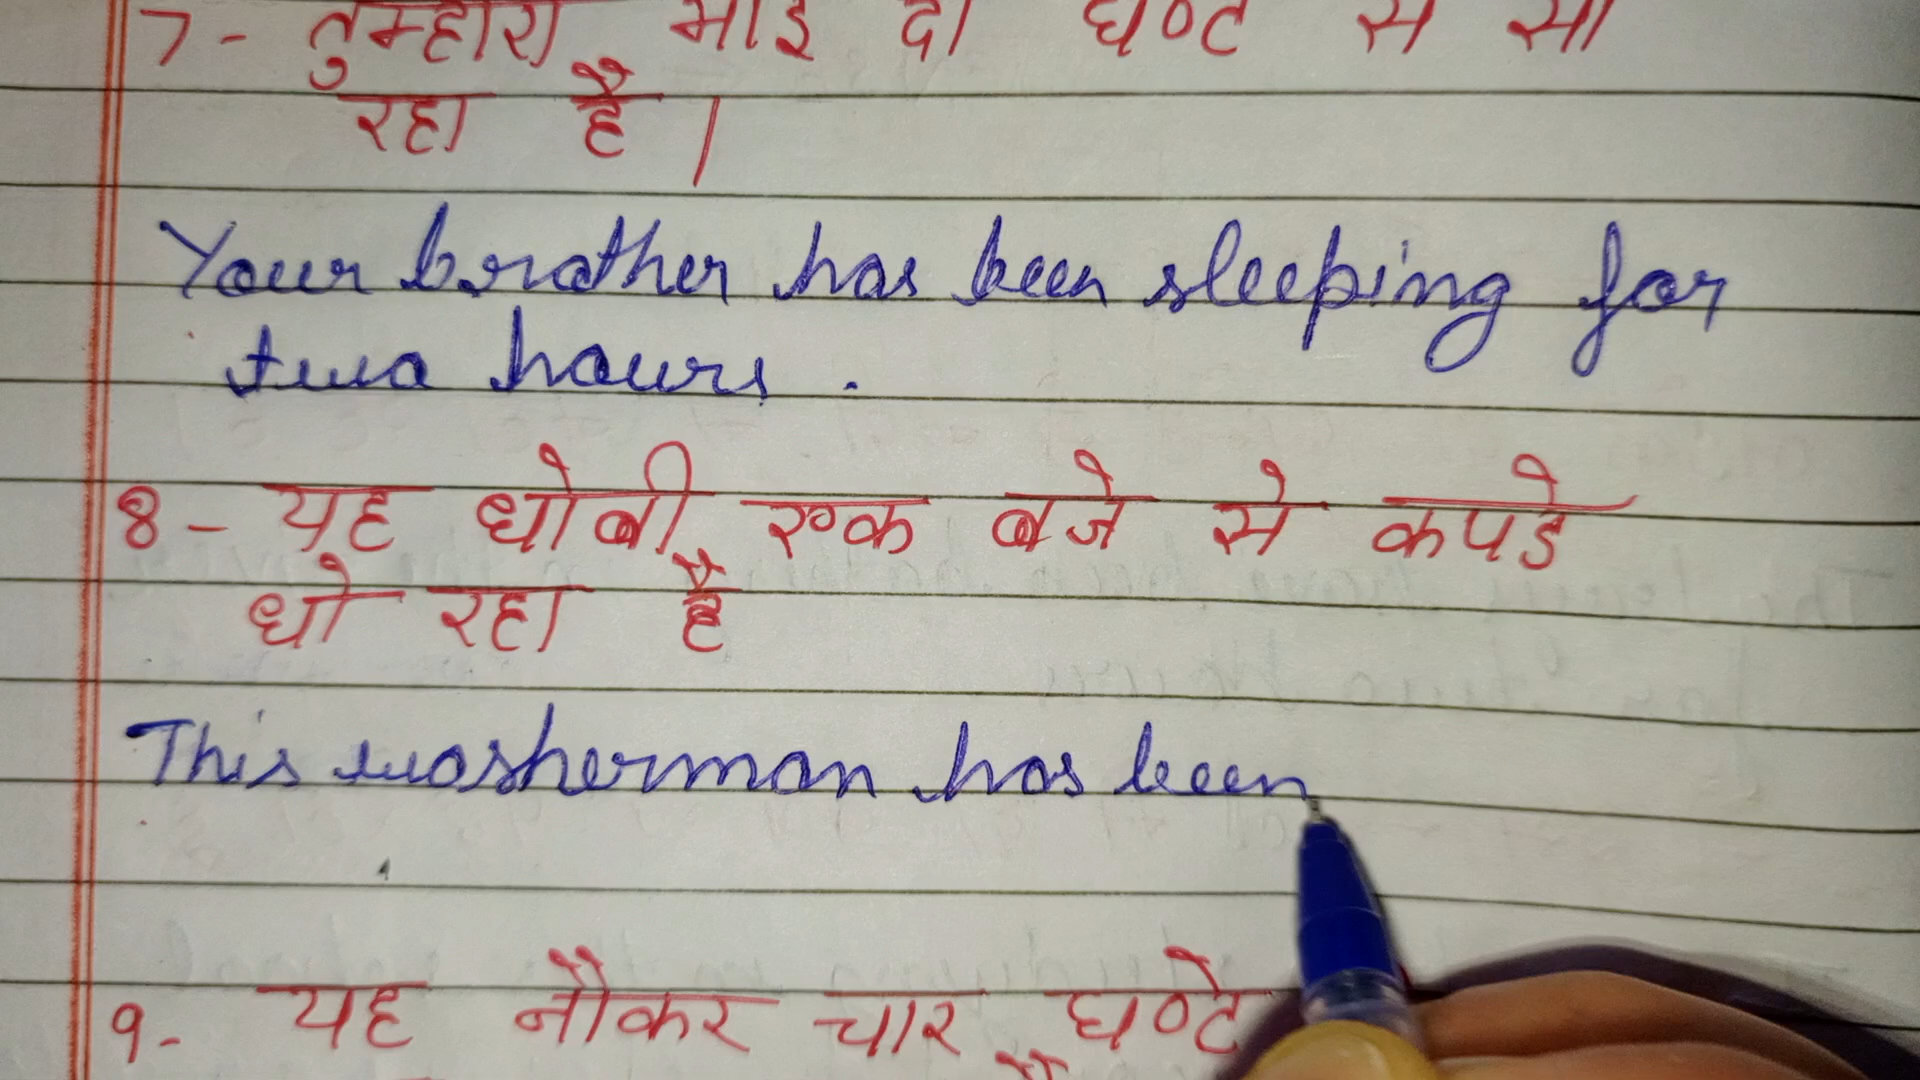 7- तुम्हारा भाई दो घण्टे से सो
रहा है।
Your brother has been sleeping for
two hours.
8- यह धोबी एक बजे से कपडे
धो रहा है
This washerman has been
9- यह नौकर चार घण्टे